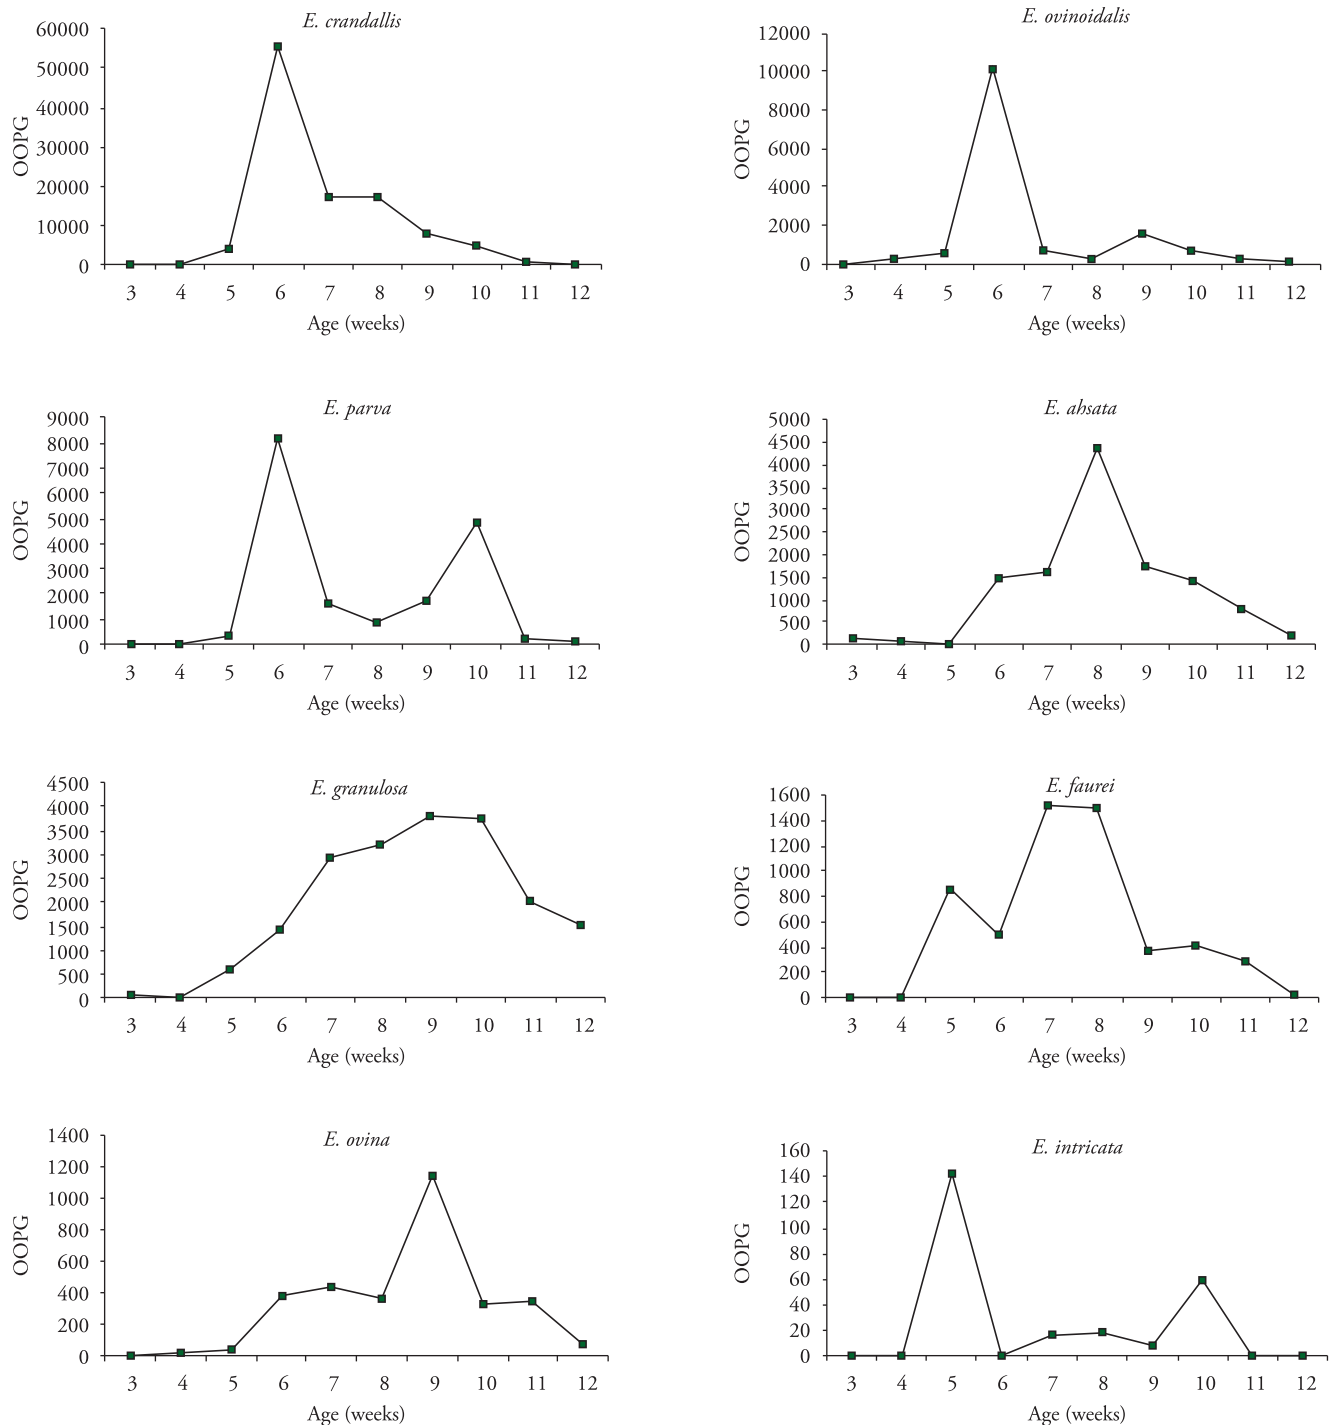 E. crandallis
60000
50000
40000
30000
20000
10000
0
OOPG
3 4 5 6 7 8 9 10 11 12
Age (weeks)
E. ovinoidalis
12000
10000
8000
6000
4000
2000
0
OOPG
3 4 5 6 7 8 9 10 11 12
Age (weeks)
E. parva
9000
8000
7000
6000
5000
4000
3000
2000
1000
0
OOPG
3 4 5 6 7 8 9 10 11 12
Age (weeks)
E. ahsata
5000
4500
4000
3500
3000
2500
2000
1500
1000
500
0
OOPG
3 4 5 6 7 8 9 10 11 12
Age (weeks)
E. granulosa
4500
4000
3500
3000
2500
2000
1500
1000
500
0
OOPG
3 4 5 6 7 8 9 10 11 12
Age (weeks)
E. faurei
1600
1400
1200
1000
800
600
400
200
0
OOPG
3 4 5 6 7 8 9 10 11 12
Age (weeks)
E. ovina
1400
1200
1000
800
600
400
200
0
OOPG
3 4 5 6 7 8 9 10 11 12
Age (weeks)
E. intricata
160
140
120
100
80
60
40
20
0
OOPG
3 4 5 6 7 8 9 10 11 12
Age (weeks)